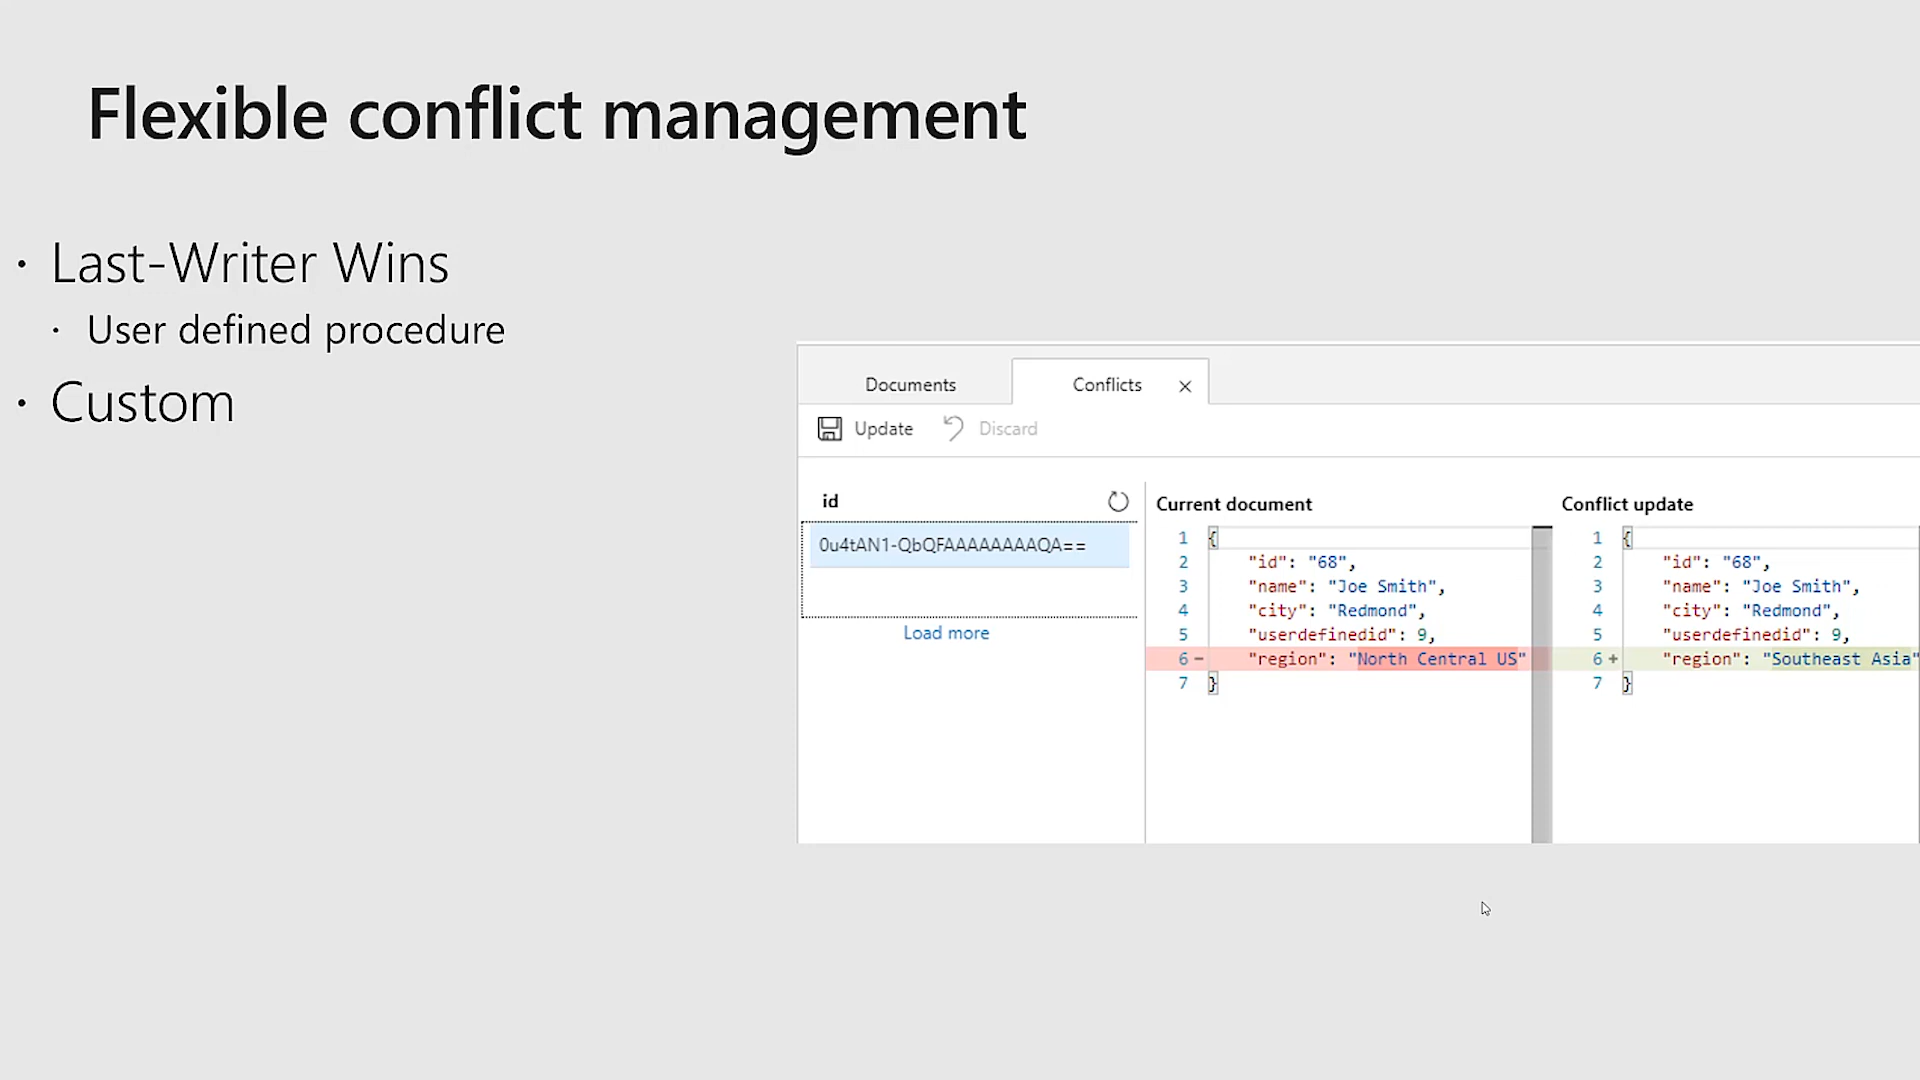 Flexible conflict management
· Last-Writer Wins
· User defined procedure
· Custom
Documents
Conflicts ×
Update Discard
id
0u4tAN1-QbQFAAAAAAAAQA==
Load more
Current document
1 {
2 "id": "68",
3 "name": "Joe Smith",
4 "city": "Redmond",
5 "userdefinedid": 9,
6 − "region": "North Central US"
7 }
Conflict update
1 {
2 "id": "68",
3 "name": "Joe Smith",
4 "city": "Redmond",
5 "userdefinedid": 9,
6 + "region": "Southeast Asia"
7 }